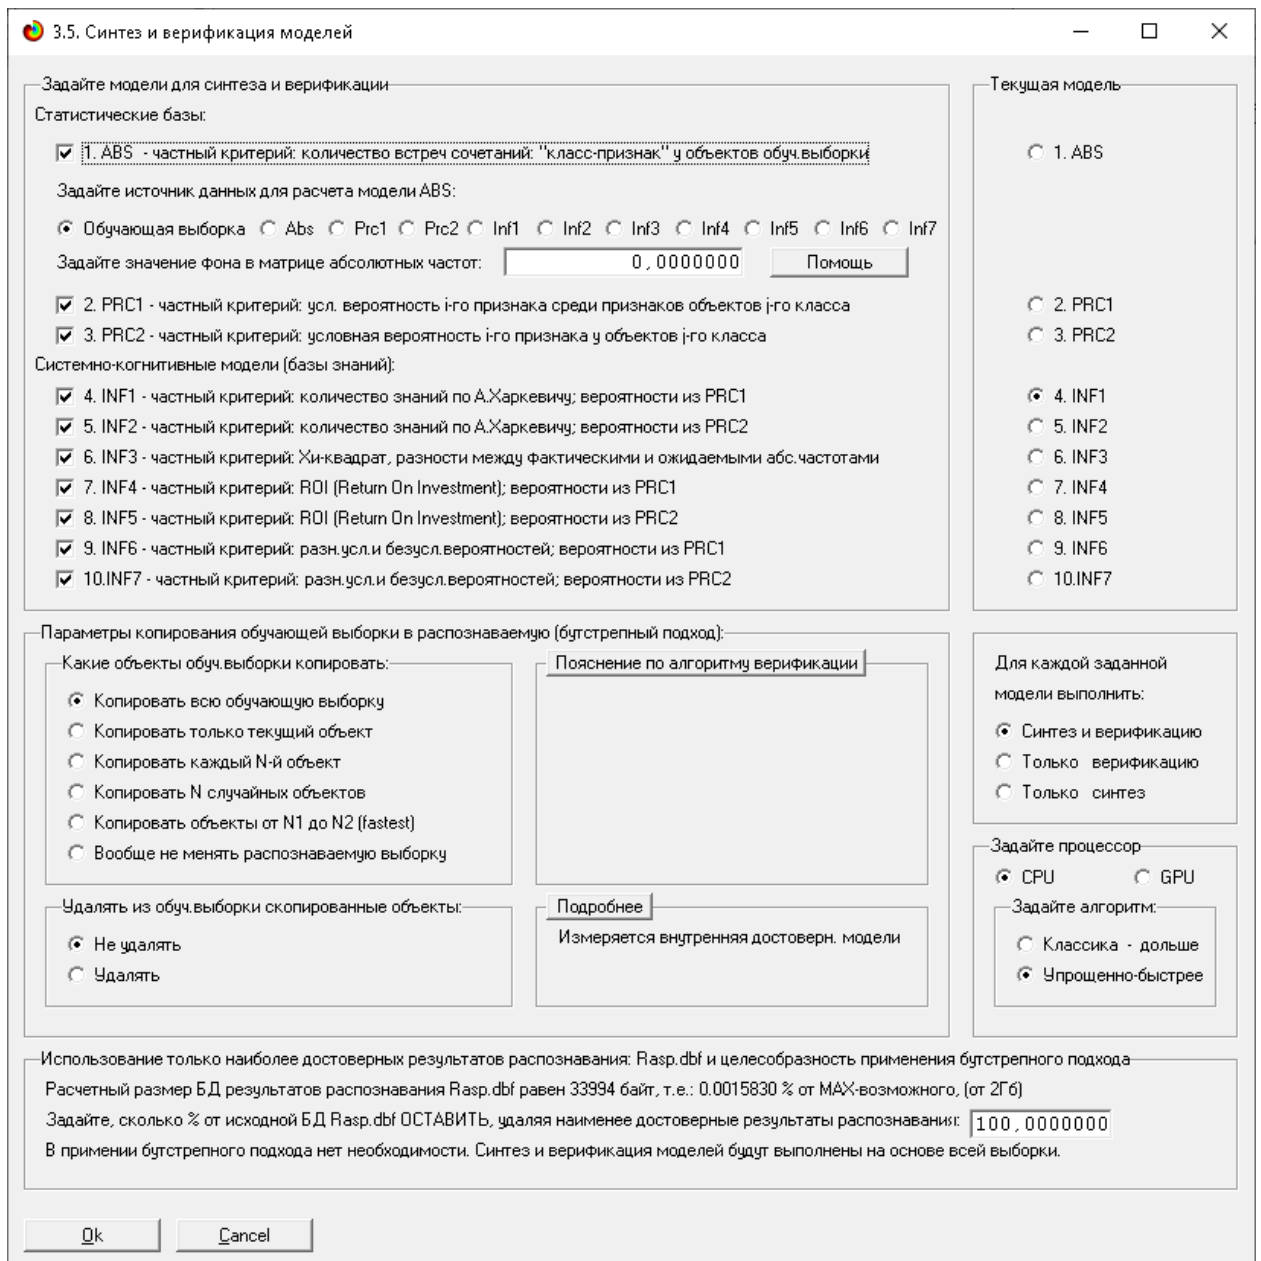 3.5. Синтез и верификация моделей
Задайте модели для синтеза и верификации
Статистические базы:
1. ABS - частный критерий: количество встреч сочетаний: "класс-признак" у объектов обуч.выборки
Задайте источник данных для расчета модели ABS:
Обучающая выборка Abs Prc1 Prc2 Inf1 Inf2 Inf3 Inf4 Inf5 Inf6 Inf7
Задайте значение фона в матрице абсолютных частот: 0,0000000 Помощь
2. PRC1 - частный критерий: усл. вероятность i-го признака среди признаков объектов j-го класса
3. PRC2 - частный критерий: условная вероятность i-го признака у объектов j-го класса
Системно-когнитивные модели (базы знаний):
4. INF1 - частный критерий: количество знаний по А.Харкевичу; вероятности из PRC1
5. INF2 - частный критерий: количество знаний по А.Харкевичу; вероятности из PRC2
6. INF3 - частный критерий: Хи-квадрат, разности между фактическими и ожидаемыми абс.частотами
7. INF4 - частный критерий: ROI (Return On Investment); вероятности из PRC1
8. INF5 - частный критерий: ROI (Return On Investment); вероятности из PRC2
9. INF6 - частный критерий: разн.усл.и безусл.вероятностей; вероятности из PRC1
10.INF7 - частный критерий: разн.усл.и безусл.вероятностей; вероятности из PRC2
Текущая модель
1. ABS
2. PRC1
3. PRC2
4. INF1
5. INF2
6. INF3
7. INF4
8. INF5
9. INF6
10.INF7
Параметры копирования обучающей выборки в распознаваемую (бутстрепный подход):
Какие объекты обуч.выборки копировать:
Копировать всю обучающую выборку
Копировать только текущий объект
Копировать каждый N-й объект
Копировать N случайных объектов
Копировать объекты от N1 до N2 (fastest)
Вообще не менять распознаваемую выборку
Пояснение по алгоритму верификации
Удалять из обуч.выборки скопированные объекты:
Не удалять
Удалять
Подробнее
Измеряется внутренняя достоверн. модели
Для каждой заданной
модели выполнить:
Синтез и верификацию
Только верификацию
Только синтез
Задайте процессор
CPU GPU
Задайте алгоритм:
Классика - дольше
Упрощенно-быстрее
Использование только наиболее достоверных результатов распознавания: Rasp.dbf и целесобразность применения бутстрепного подхода
Расчетный размер БД результатов распознавания Rasp.dbf равен 33994 байт, т.е.: 0.0015830 % от MAX-возможного, (от 2Гб)
Задайте, сколько % от исходной БД Rasp.dbf ОСТАВИТЬ, удаляя наименее достоверные результаты распознавания: 100,0000000
В примении бутстрепного подхода нет необходимости. Синтез и верификация моделей будут выполнены на основе всей выборки.
Ok Cancel